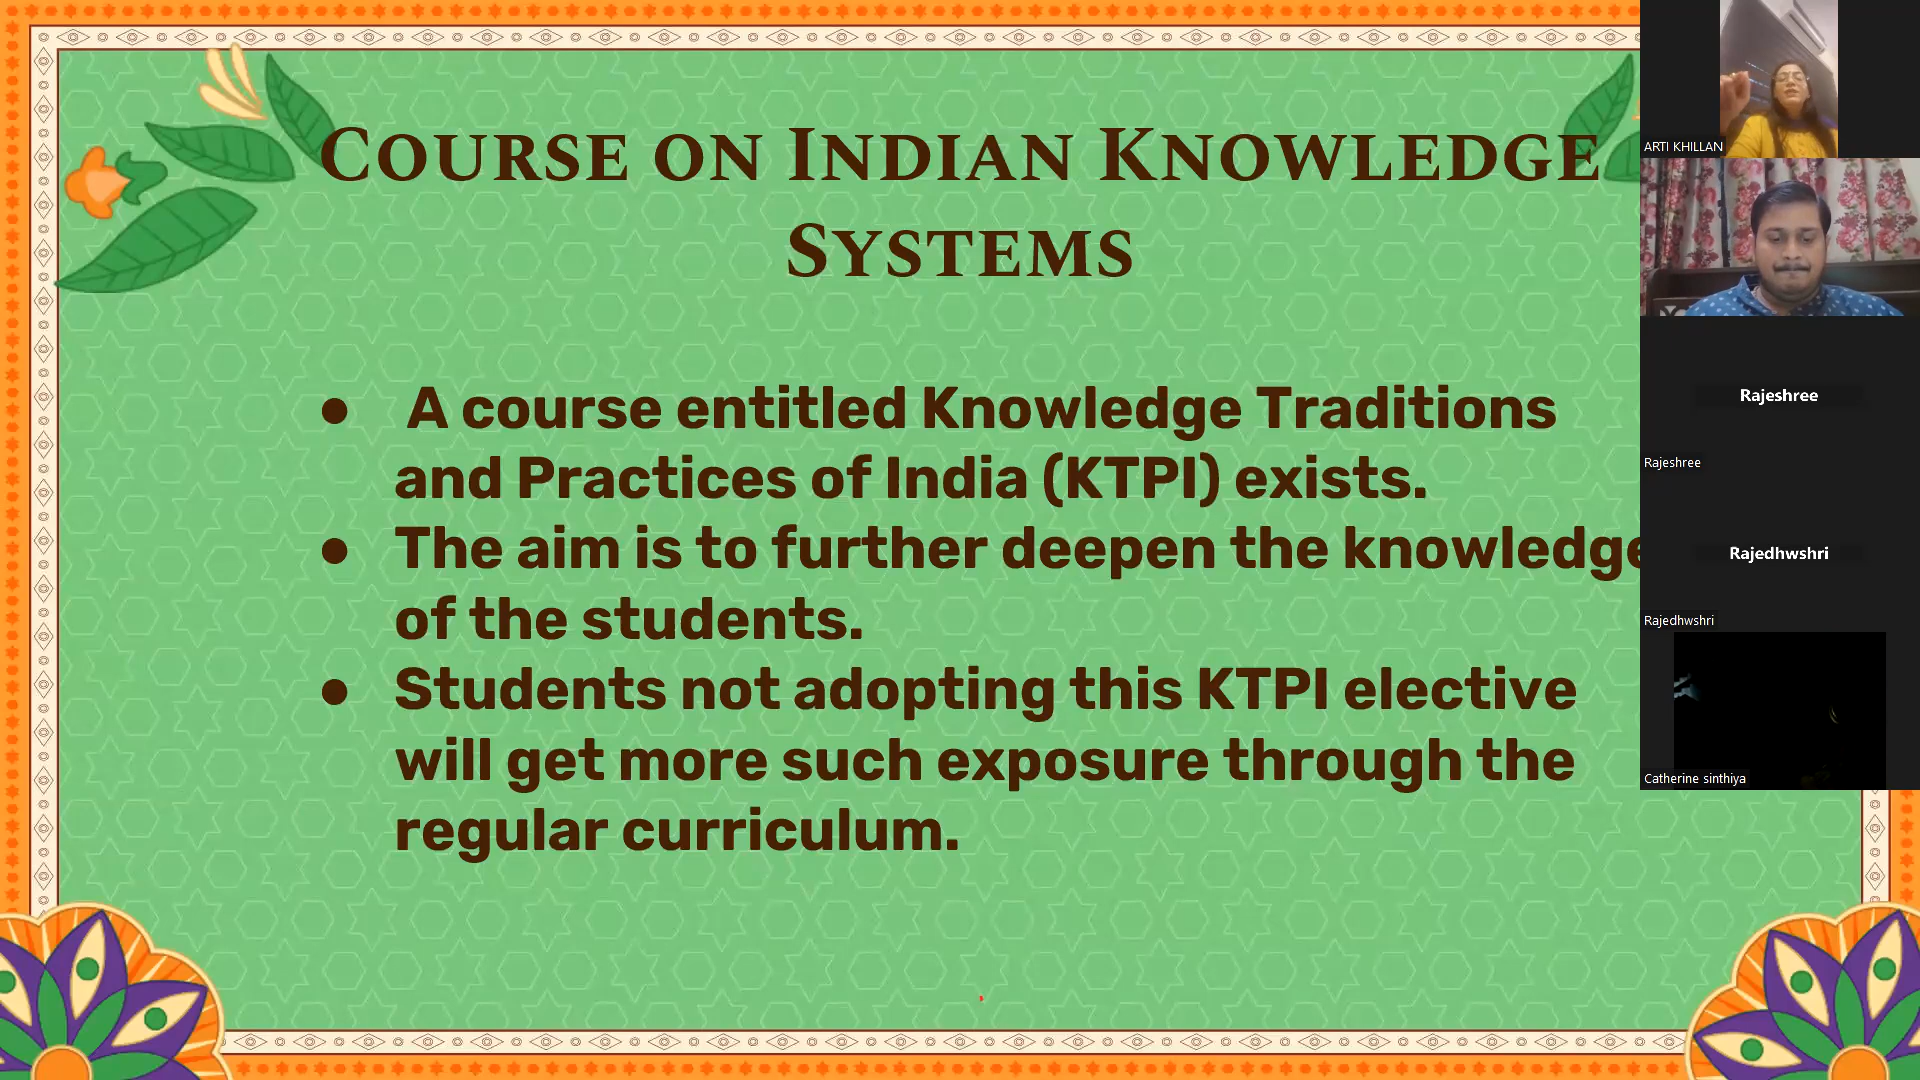 Course on Indian Knowledge
Systems
● A course entitled Knowledge Traditions
and Practices of India (KTPI) exists.
● The aim is to further deepen the knowledge
of the students.
● Students not adopting this KTPI elective
will get more such exposure through the
regular curriculum.
ARTI KHILLAN
Rajeshree
Rajeshree
Rajedhwshri
Rajedhwshri
Catherine sinthiya